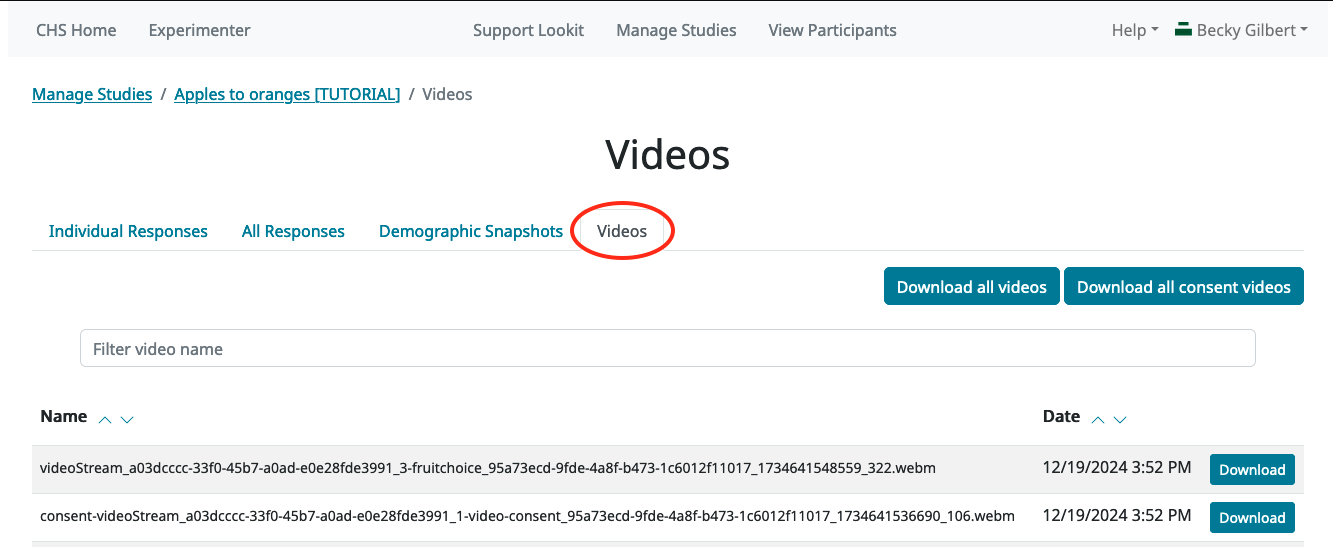 CHS Home Experimenter Support Lookit Manage Studies View Participants Help Becky Gilbert
Manage Studies / Apples to oranges [TUTORIAL] / Videos
Videos
Individual Responses All Responses Demographic Snapshots Videos
Download all videos Download all consent videos
Filter video name
Name Date
videoStream_a03dcccc-33f0-45b7-a0ad-e0e28fde3991_3-fruitchoice_95a73ecd-9fde-4a8f-b473-1c6012f11017_1734641548559_322.webm 12/19/2024 3:52 PM Download
consent-videoStream_a03dcccc-33f0-45b7-a0ad-e0e28fde3991_1-video-consent_95a73ecd-9fde-4a8f-b473-1c6012f11017_1734641536690_106.webm 12/19/2024 3:52 PM Download